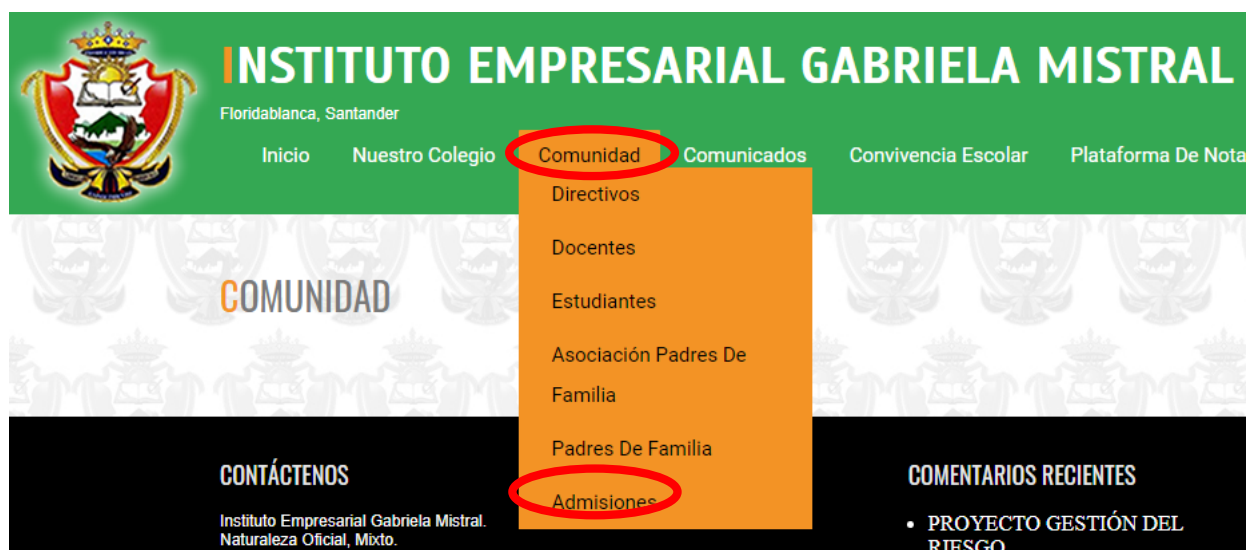 INSTITUTO EMPRESARIAL GABRIELA MISTRAL
Floridablanca, Santander
Inicio Nuestro Colegio Comunidad Comunicados Convivencia Escolar Plataforma De Nota
Directivos
Docentes
Estudiantes
Asociación Padres De
Familia
Padres De Familia
Admisiones
COMUNIDAD
CONTÁCTENOS
Instituto Empresarial Gabriela Mistral.
Naturaleza Oficial, Mixto.
COMENTARIOS RECIENTES
• PROYECTO GESTIÓN DEL
RIESGO